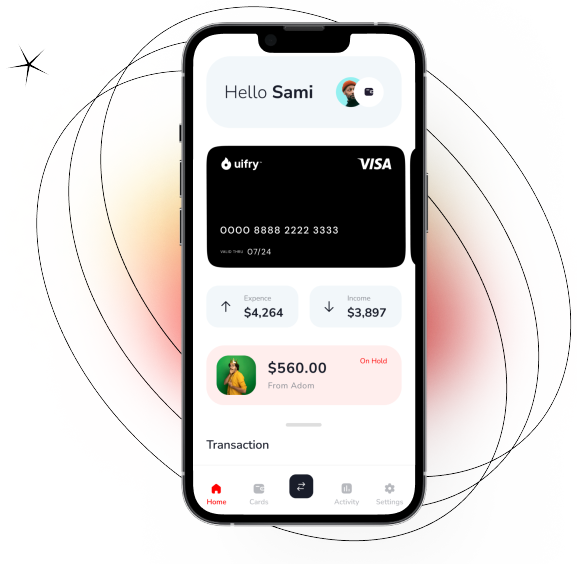 Hello Sami
uifry
VISA
0000 8888 2222 3333
VALID THRU 07/24
Expence
$4,264
Income
$3,897
$560.00
On Hold
From Adom
Transaction
Home
Cards
Activity
Settings